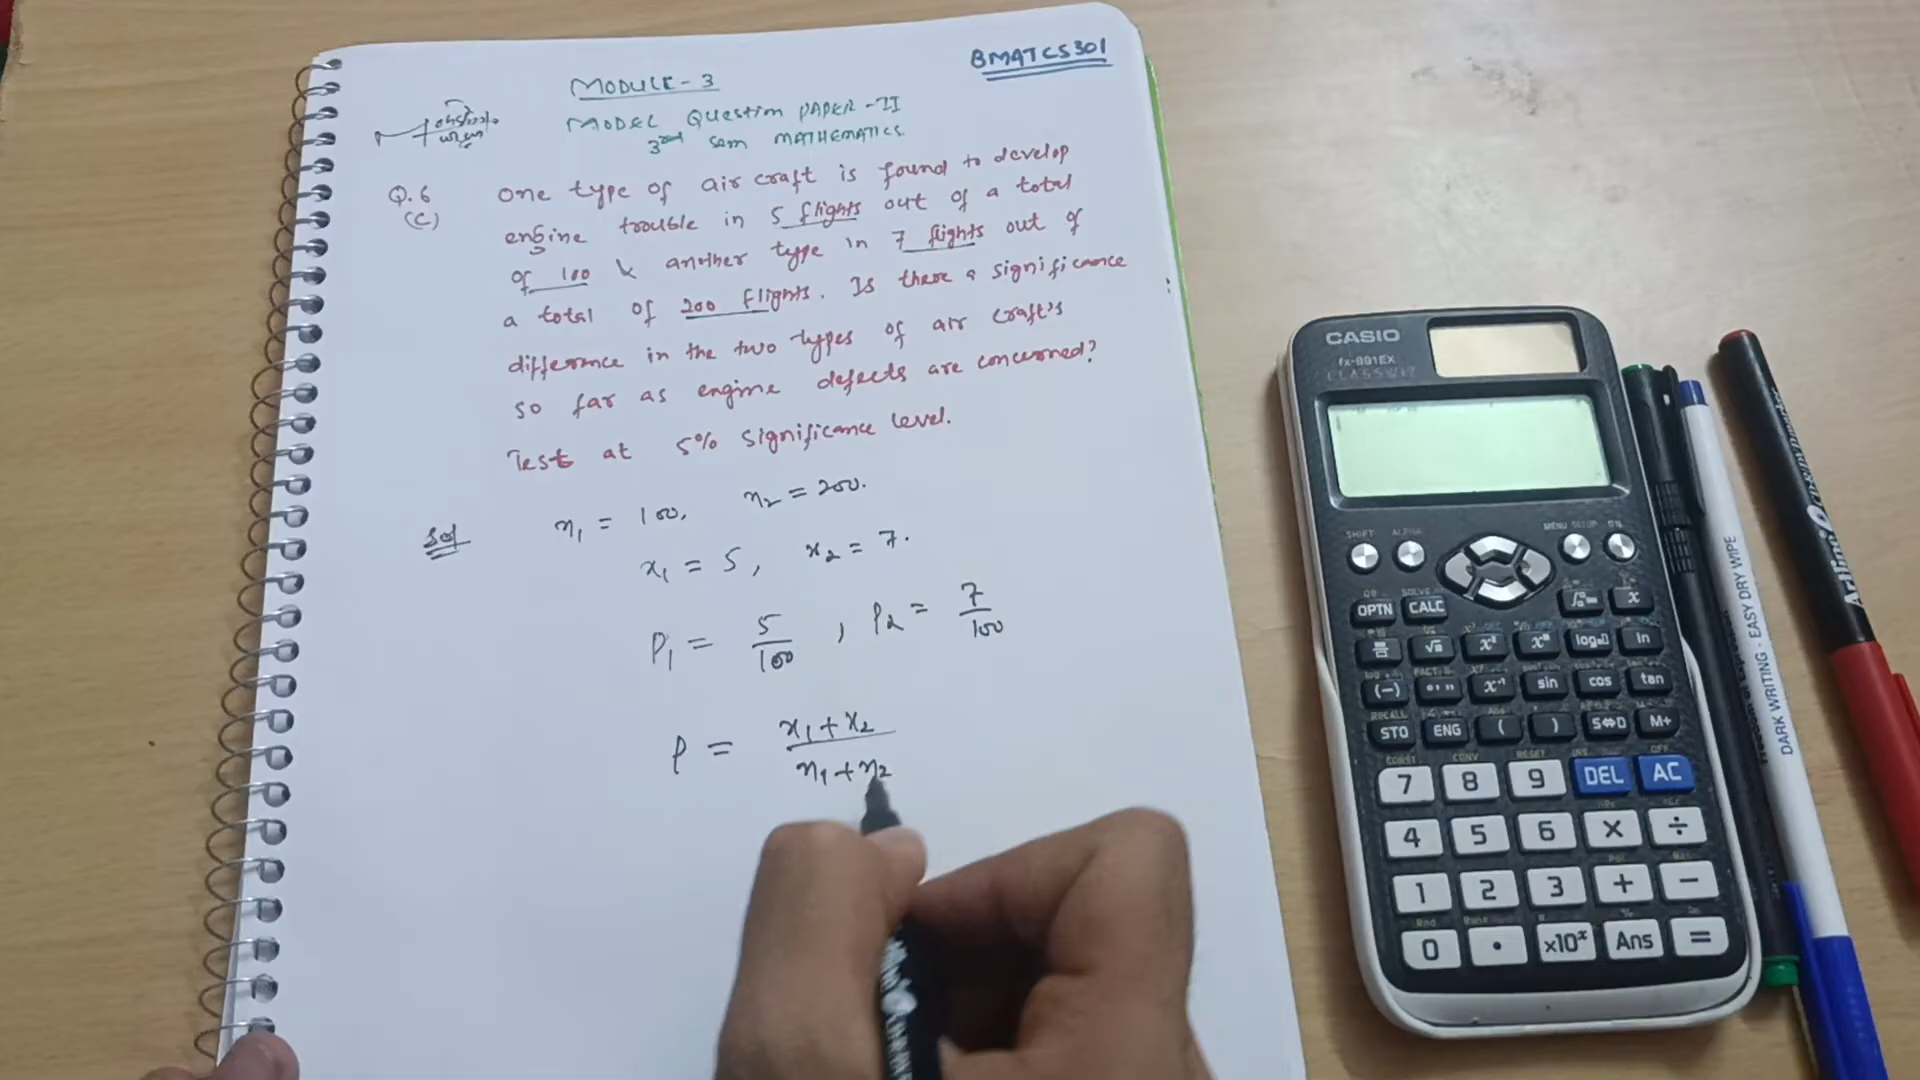 BMATCS301
MODULE - 3
MODEL Question PAPER - II
3rd Sem MATHEMATICS.
Q.6 One type of air craft is found to develop
(C) engine trouble in 5 flights out of a total
of 100 & another type in 7 flights out of
a total of 200 flights. Is there a significance
difference in the two types of air craft's
so far as engine defects are concerned?
Test at 5% significance level.
Sol n1 = 100, n2 = 200.
x1 = 5, x2 = 7.
P1 = 5/100 , P2 = 7/100
P = x1+x2/n1+n2
CASIO
fx-991EX
CLASSWIZ
SHIFT ALPHA MENU SETUP ON
OPTN CALC x
log ln
(-) sin cos tan
STO ENG ( ) S⇔D M+
7 8 9 DEL AC
4 5 6 × ÷
1 2 3 + −
0 . ×10x Ans =
DARK WRITING - EASY DRY WIPE
Artline